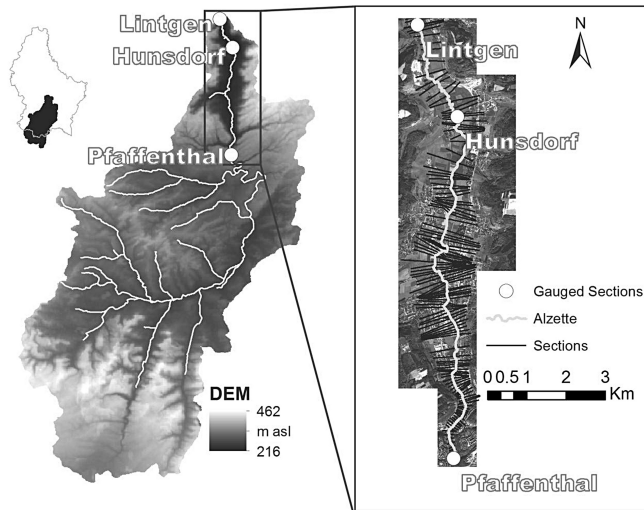 Lintgen
Hunsdorf
Pfaffenthal
DEM
462
m asl
216
N
Lintgen
Hunsdorf
Gauged Sections
Alzette
Sections
0 0.5 1 2 3
Km
Pfaffenthal